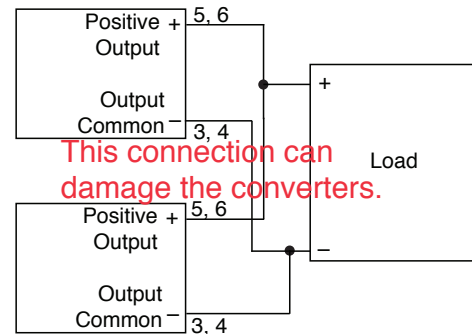 Positive + 5, 6
Output
Output
Common − 3, 4
+
−
Load
This connection can
damage the converters.
Positive + 5, 6
Output
Output
Common − 3, 4